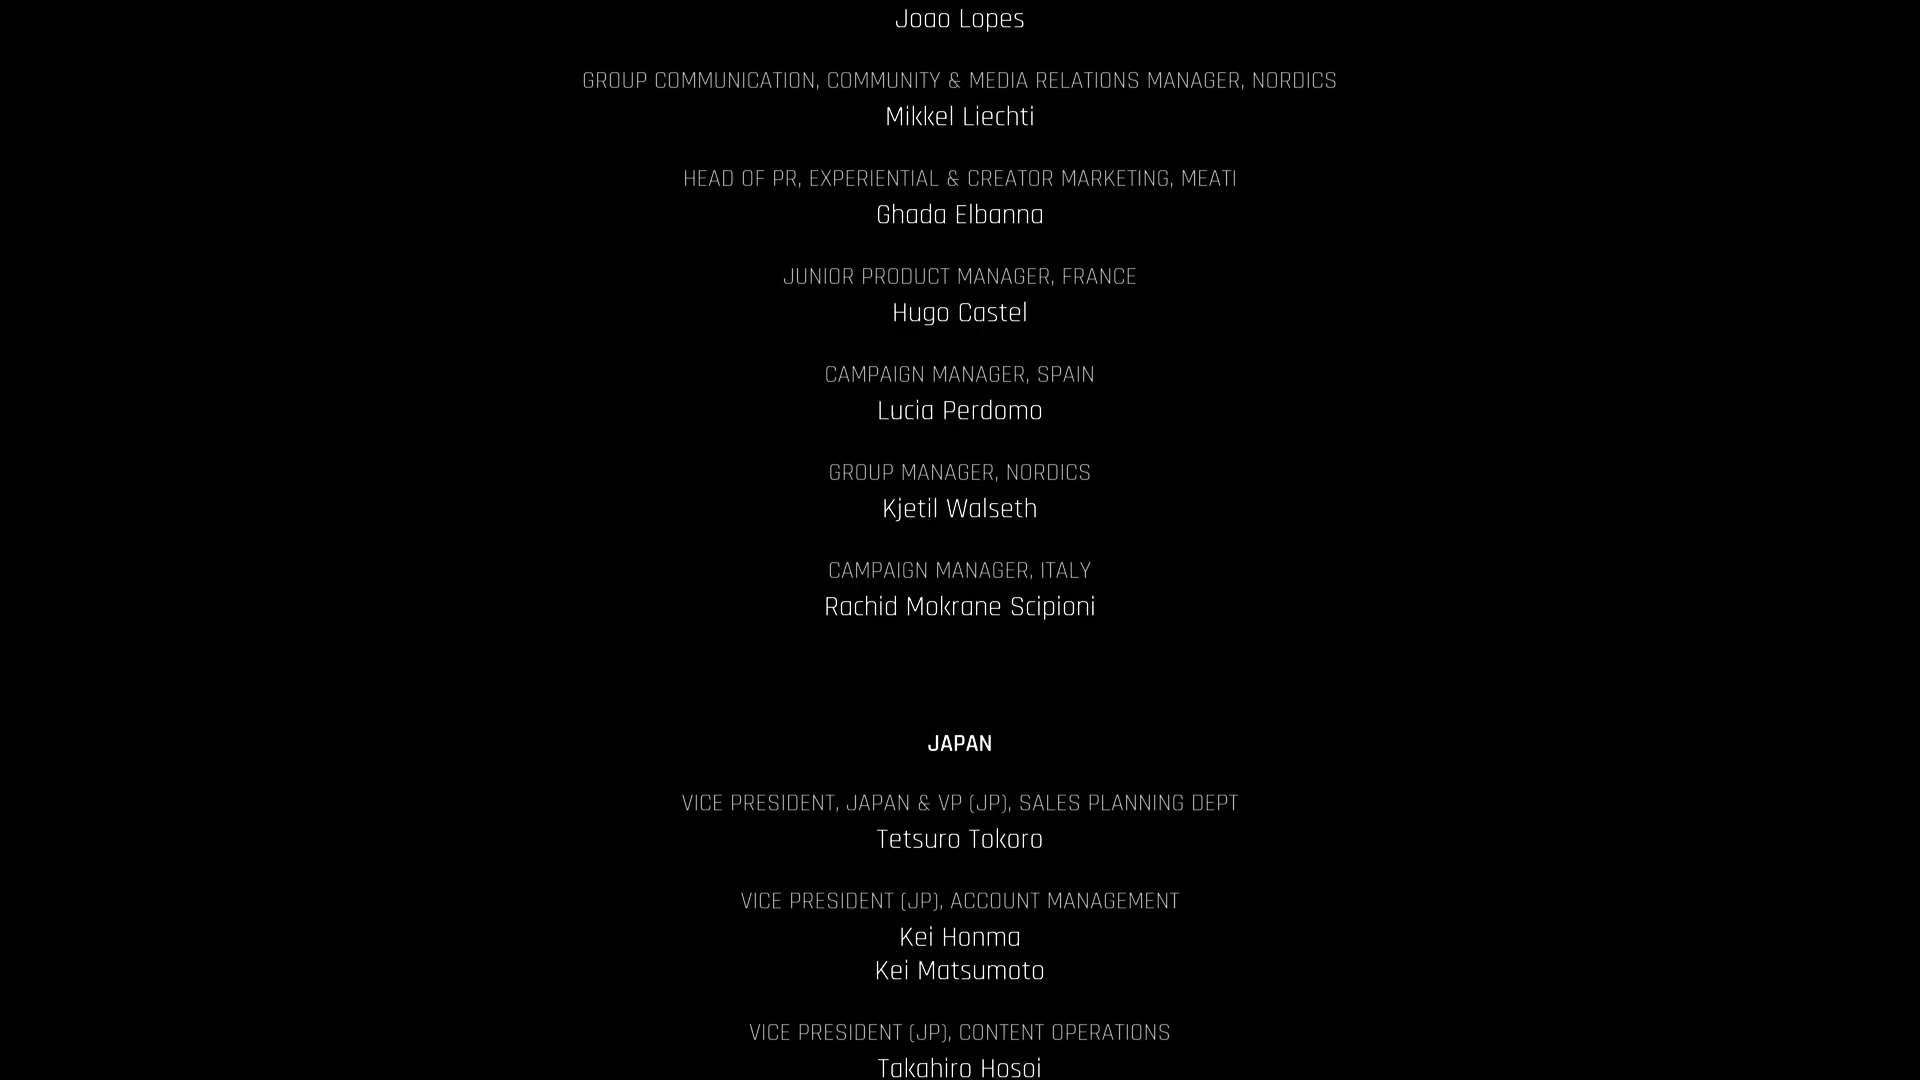 Joao Lopes
GROUP COMMUNICATION, COMMUNITY & MEDIA RELATIONS MANAGER, NORDICS
Mikkel Liechti
HEAD OF PR, EXPERIENTIAL & CREATOR MARKETING, MEATI
Ghada Elbanna
JUNIOR PRODUCT MANAGER, FRANCE
Hugo Castel
CAMPAIGN MANAGER, SPAIN
Lucia Perdomo
GROUP MANAGER, NORDICS
Kjetil Walseth
CAMPAIGN MANAGER, ITALY
Rachid Mokrane Scipioni
JAPAN
VICE PRESIDENT, JAPAN & VP (JP), SALES PLANNING DEPT
Tetsuro Tokoro
VICE PRESIDENT (JP), ACCOUNT MANAGEMENT
Kei Honma
Kei Matsumoto
VICE PRESIDENT (JP), CONTENT OPERATIONS
Takahiro Hosoi